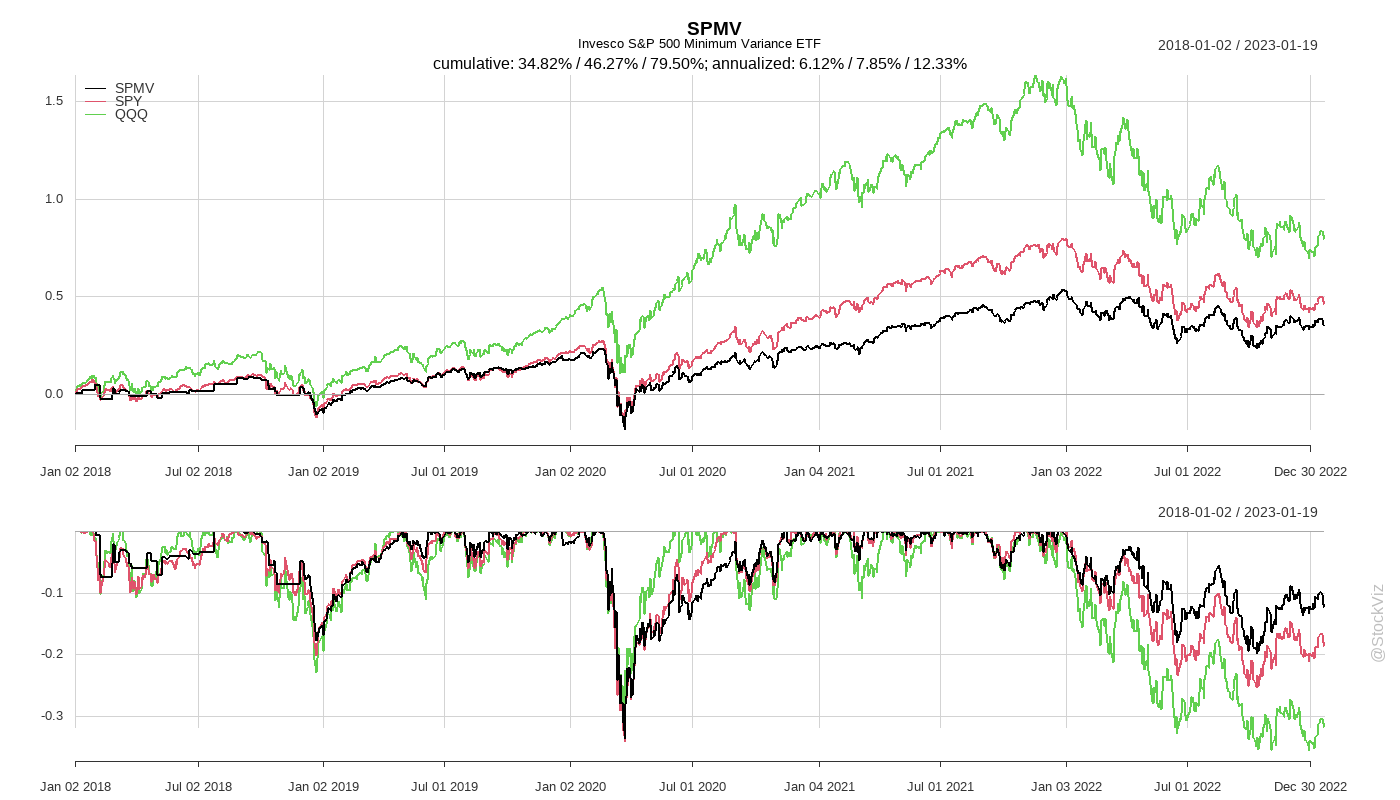 SPMV
Invesco S&P 500 Minimum Variance ETF
2018-01-02 / 2023-01-19
cumulative: 34.82% / 46.27% / 79.50%; annualized: 6.12% / 7.85% / 12.33%
SPMV
SPY
QQQ
1.5
1.0
0.5
0.0
Jan 02 2018 Jul 02 2018 Jan 02 2019 Jul 01 2019 Jan 02 2020 Jul 01 2020 Jan 04 2021 Jul 01 2021 Jan 03 2022 Jul 01 2022 Dec 30 2022
2018-01-02 / 2023-01-19
-0.1
-0.2
-0.3
Jan 02 2018 Jul 02 2018 Jan 02 2019 Jul 01 2019 Jan 02 2020 Jul 01 2020 Jan 04 2021 Jul 01 2021 Jan 03 2022 Jul 01 2022 Dec 30 2022
@StockViz